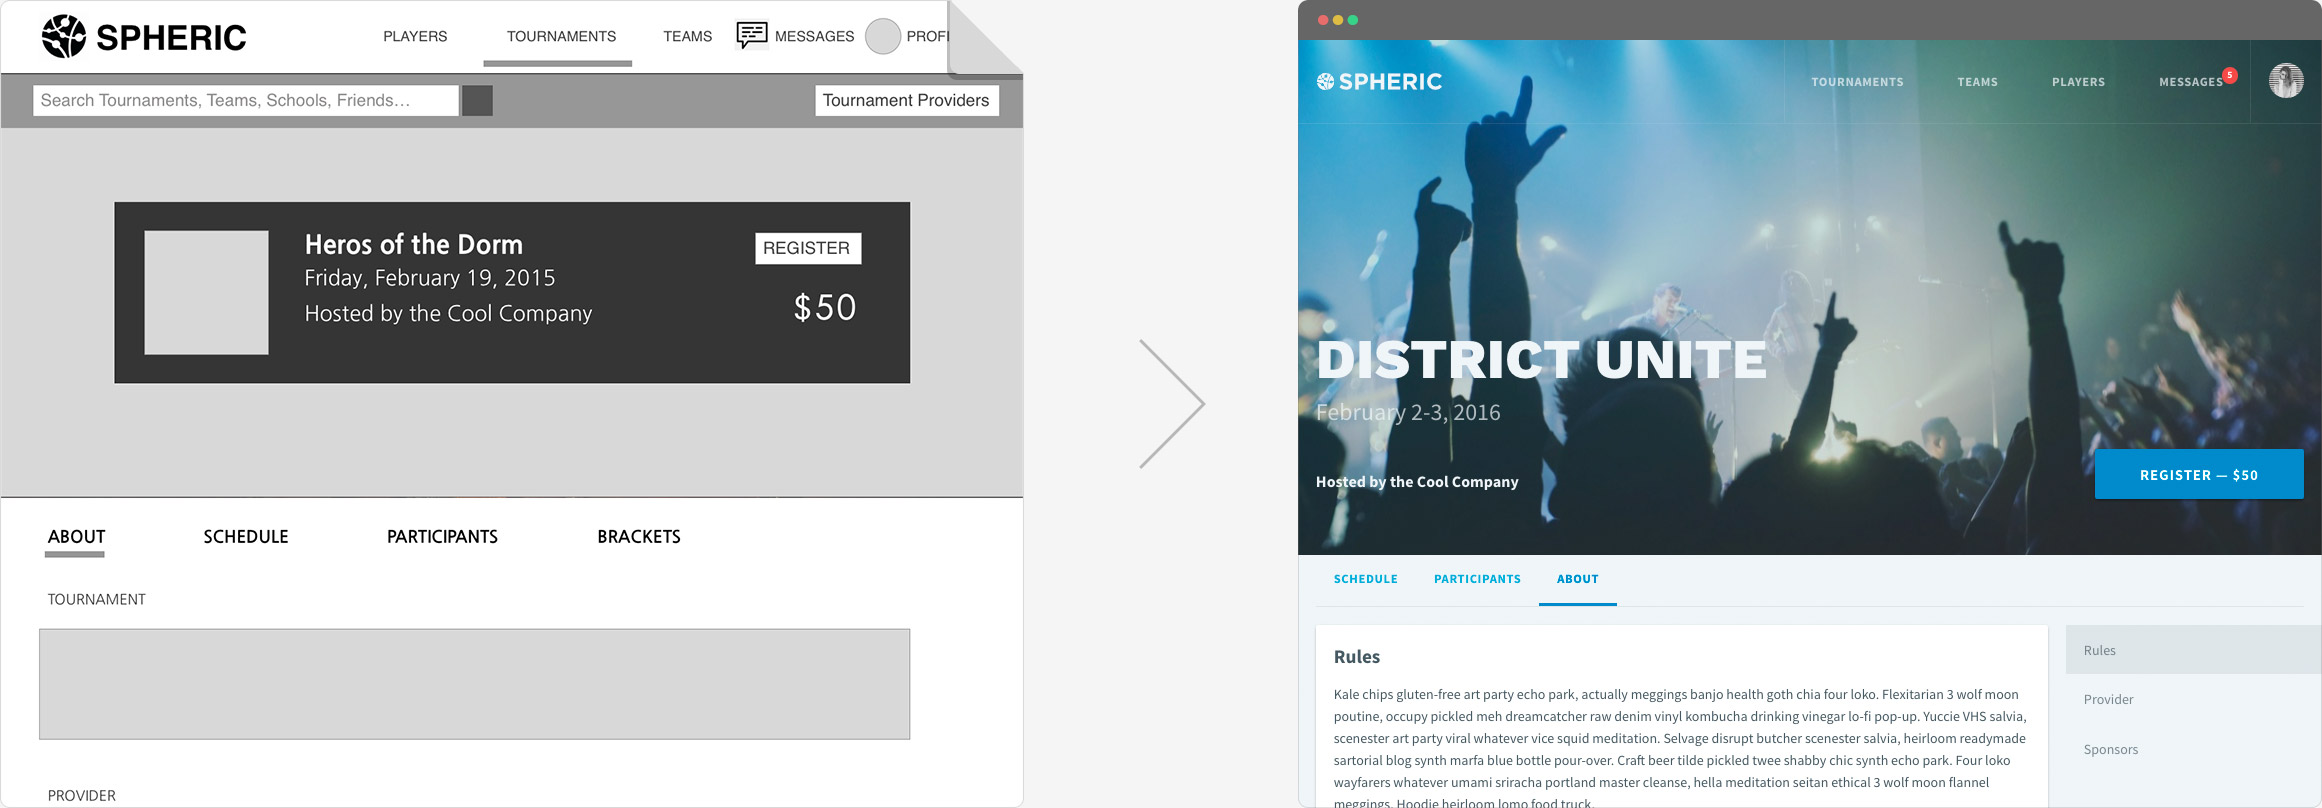 SPHERIC
PLAYERS
TOURNAMENTS
TEAMS
MESSAGES
PROFI
Search Tournaments, Teams, Schools, Friends...
Tournament Providers
Heros of the Dorm
Friday, February 19, 2015
Hosted by the Cool Company
REGISTER
$50
ABOUT
SCHEDULE
PARTICIPANTS
BRACKETS
TOURNAMENT
PROVIDER
SPHERIC
TOURNAMENTS
TEAMS
PLAYERS
MESSAGES
5
DISTRICT UNITE
February 2-3, 2016
Hosted by the Cool Company
REGISTER — $50
SCHEDULE
PARTICIPANTS
ABOUT
Rules
Kale chips gluten-free art party echo park, actually meggings banjo health goth chia four loko. Flexitarian 3 wolf moon
poutine, occupy pickled meh dreamcatcher raw denim vinyl kombucha drinking vinegar lo-fi pop-up. Yuccie VHS salvia,
scenester art party viral whatever vice squid meditation. Selvage disrupt butcher scenester salvia, heirloom readymade
sartorial blog synth marfa blue bottle pour-over. Craft beer tilde pickled twee shabby chic synth echo park. Four loko
wayfarers whatever umami sriracha portland master cleanse, hella meditation seitan ethical 3 wolf moon flannel
meggings. Hoodie heirloom lomo food truck.
Rules
Provider
Sponsors